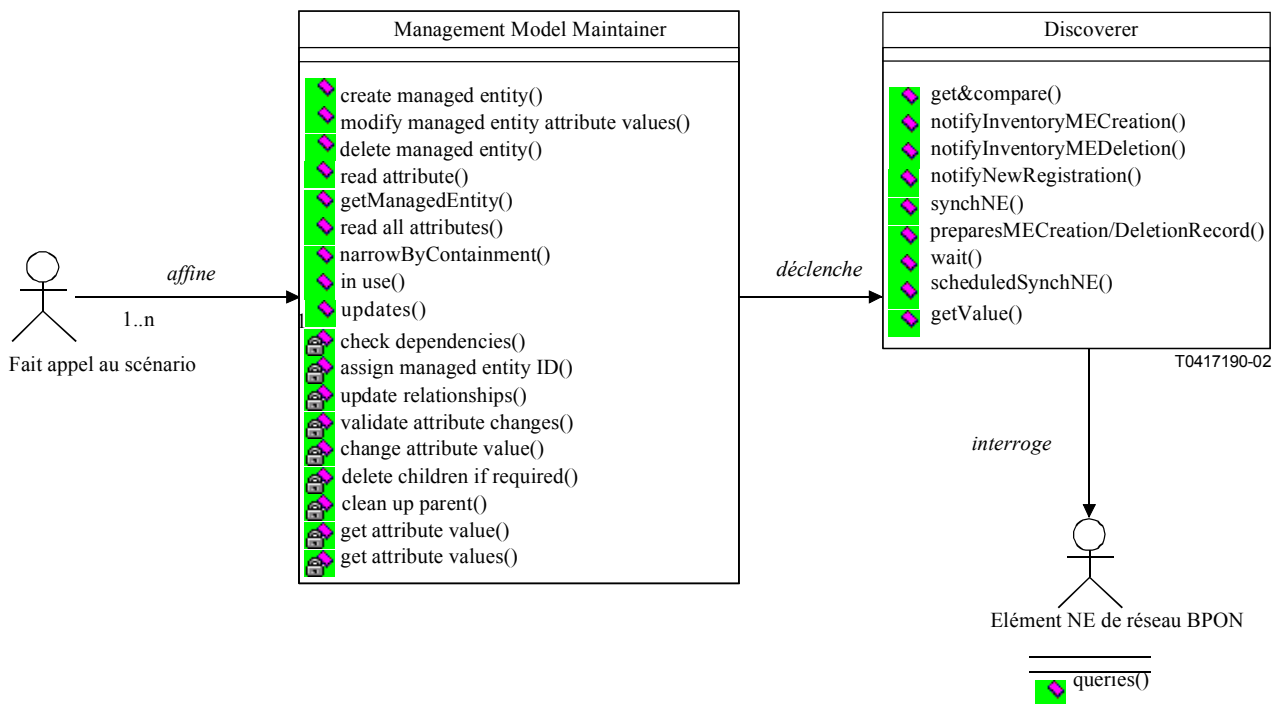 Management Model Maintainer
create managed entity()
modify managed entity attribute values()
delete managed entity()
read attribute()
getManagedEntity()
read all attributes()
narrowByContainment()
in use()
updates()
check dependencies()
assign managed entity ID()
update relationships()
validate attribute changes()
change attribute value()
delete children if required()
clean up parent()
get attribute value()
get attribute values()
Discoverer
get&compare()
notifyInventoryMECreation()
notifyInventoryMEDeletion()
notifyNewRegistration()
synchNE()
preparesMECreation/DeletionRecord()
wait()
scheduledSynchNE()
getValue()
T0417190-02
affine
1..n
1
Fait appel au scénario
déclenche
interroge
Elément NE de réseau BPON
queries()